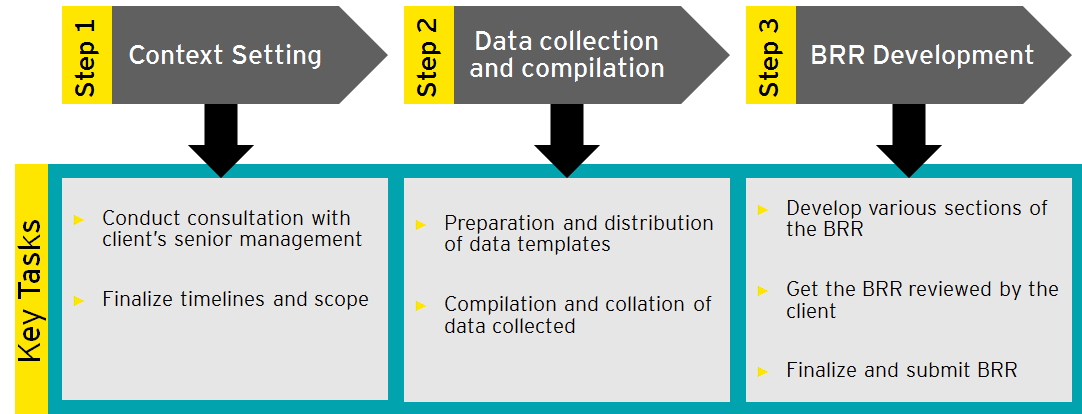 Step 1
Context Setting
Step 2
Data collection
and compilation
Step 3
BRR Development
Key Tasks
Conduct consultation with
client's senior management
Finalize timelines and scope
Preparation and distribution
of data templates
Compilation and collation of
data collected
Develop various sections of
the BRR
Get the BRR reviewed by the
client
Finalize and submit BRR